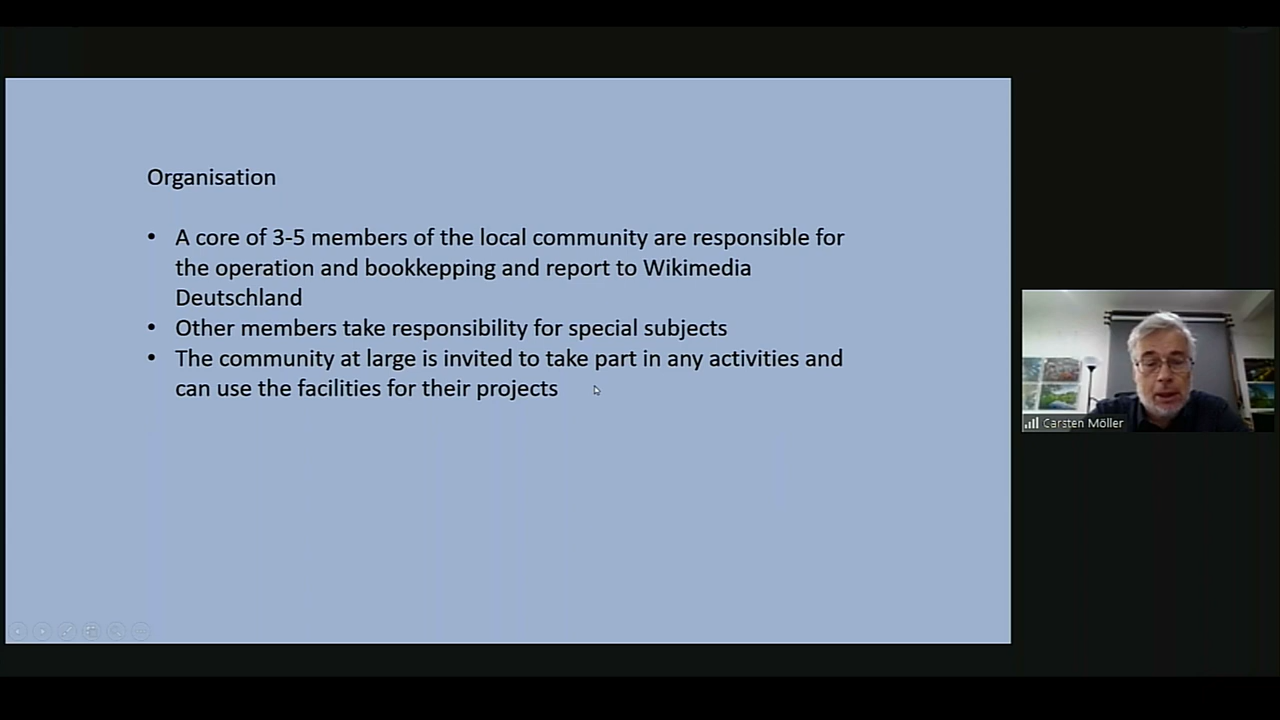 Organisation
• A core of 3-5 members of the local community are responsible for
the operation and bookkepping and report to Wikimedia
Deutschland
• Other members take responsibility for special subjects
• The community at large is invited to take part in any activities and
can use the facilities for their projects
Carsten Möller